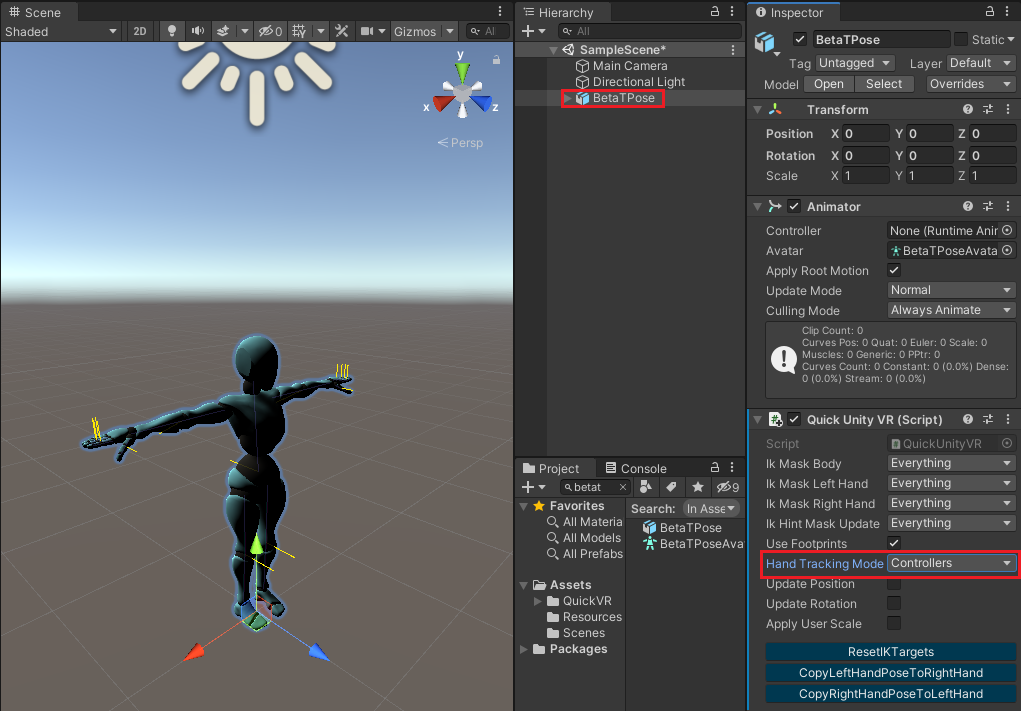 Scene
Shaded
2D
0
Gizmos
Al
y
x
z
Persp
Hierarchy
All
SampleScene*
Main Camera
Directional Light
BetaTPose
Project
Console
betat
9
Favorites
All Materia
All Models
All Prefabs
Assets
QuickVR
Resources
Scenes
Packages
Search:
In Asse
BetaTPose
BetaTPoseAvat
Inspector
BetaTPose
Static
Tag Untagged Layer Default
Model Open Select Overrides
Transform
Position X 0 Y 0 Z 0
Rotation X 0 Y 0 Z 0
Scale X 1 Y 1 Z 1
Animator
Controller None (Runtime Anir
Avatar BetaTPoseAvata
Apply Root Motion
Update Mode Normal
Culling Mode Always Animate
Clip Count: 0
Curves Pos: 0 Quat: 0 Euler: 0 Scale: 0
Muscles: 0 Generic: 0 PPtr: 0
Curves Count: 0 Constant: 0 (0.0%) Dense:
0 (0.0%) Stream: 0 (0.0%)
Quick Unity VR (Script)
Script QuickUnityVR
Ik Mask Body Everything
Ik Mask Left Hand Everything
Ik Mask Right Hand Everything
Ik Hint Mask Update Everything
Use Footprints
Hand Tracking Mode Controllers
Update Position
Update Rotation
Apply User Scale
ResetIKTargets
CopyLeftHandPoseToRightHand
CopyRightHandPoseToLeftHand